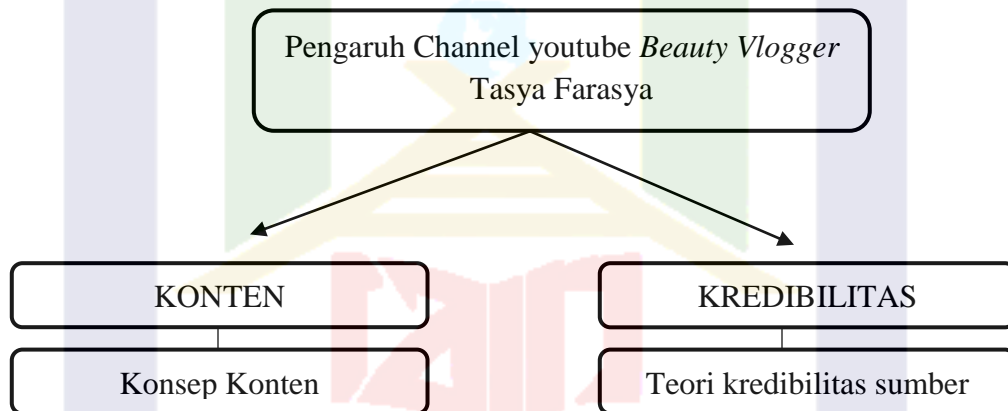 Pengaruh Channel youtube Beauty Vlogger
Tasya Farasya
KONTEN
KREDIBILITAS
Konsep Konten
Teori kredibilitas sumber